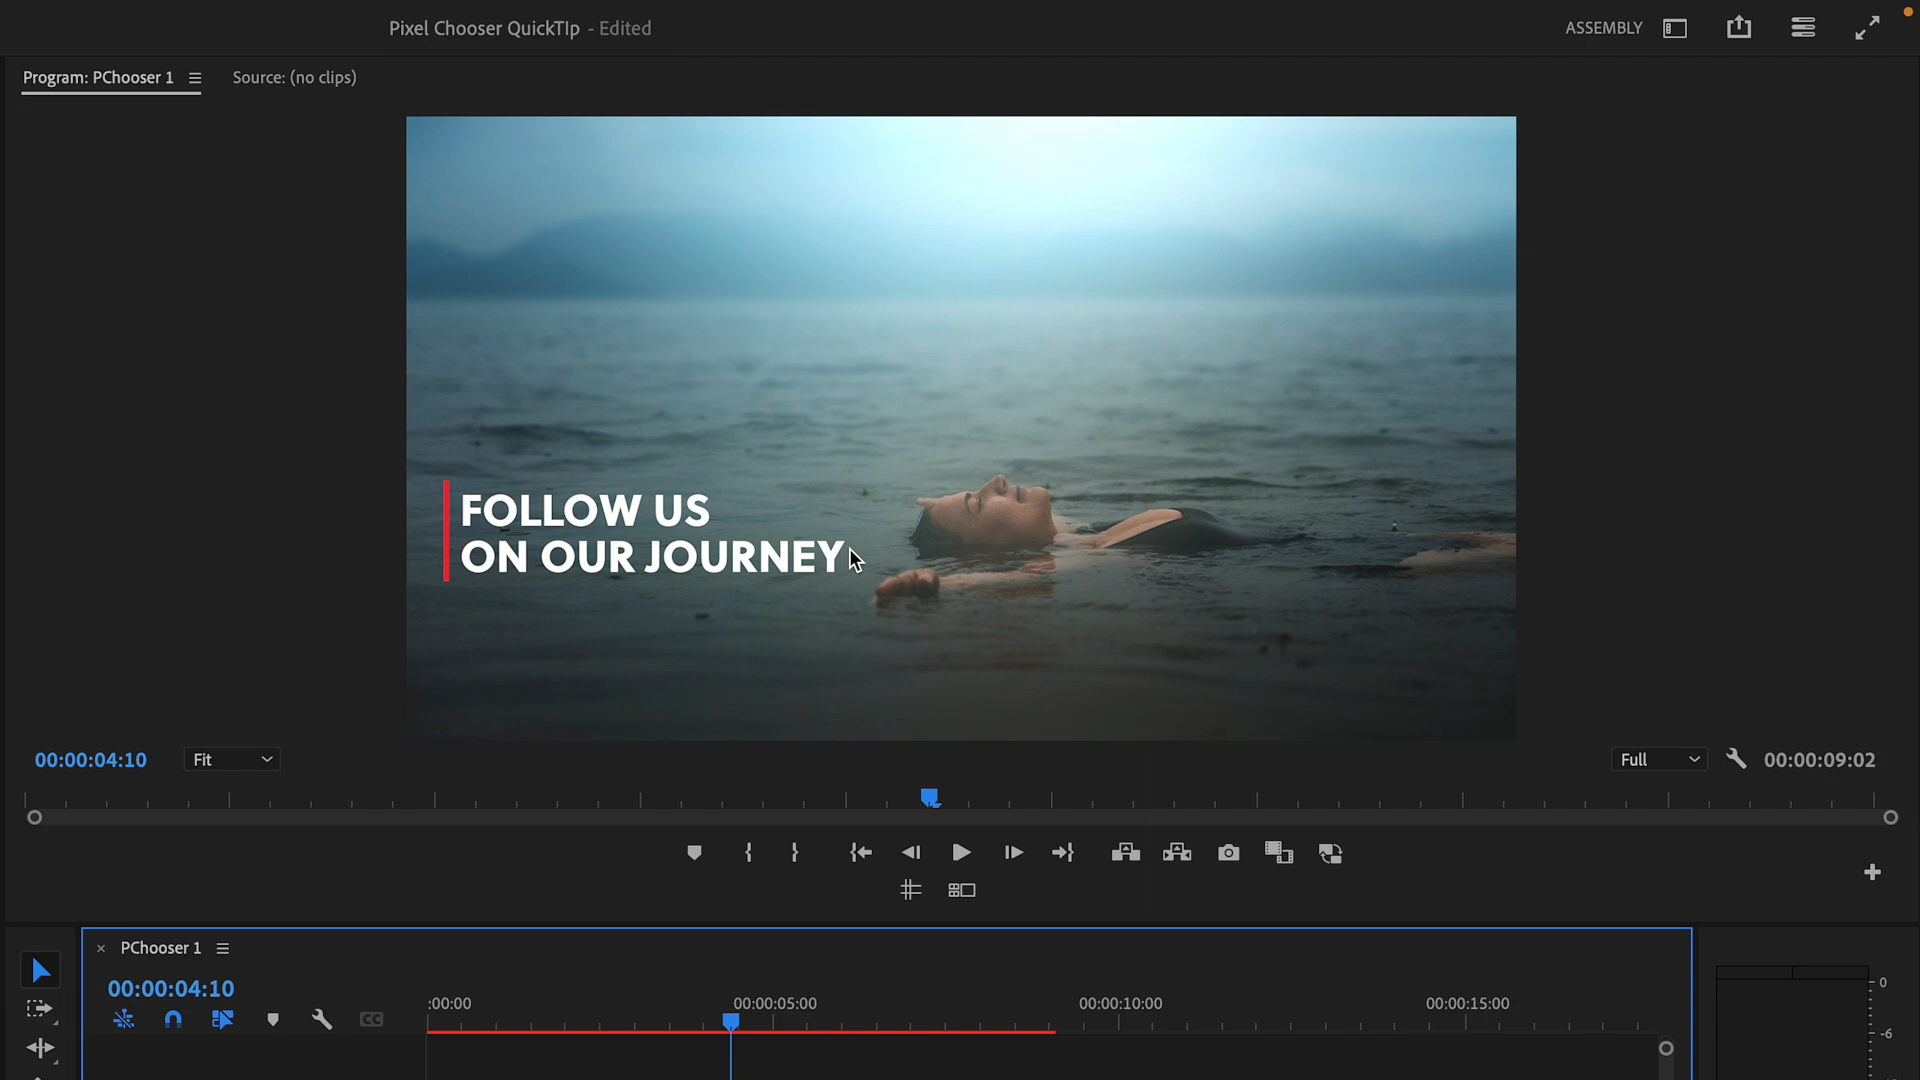 Pixel Chooser QuickTIp - Edited
ASSEMBLY
Program: PChooser 1
Source: (no clips)
FOLLOW US
ON OUR JOURNEY
00:00:04:10
Fit
Full
00:00:09:02
PChooser 1
00:00:04:10
CC
:00:00
00:00:05:00
00:00:10:00
00:00:15:00
0
-6